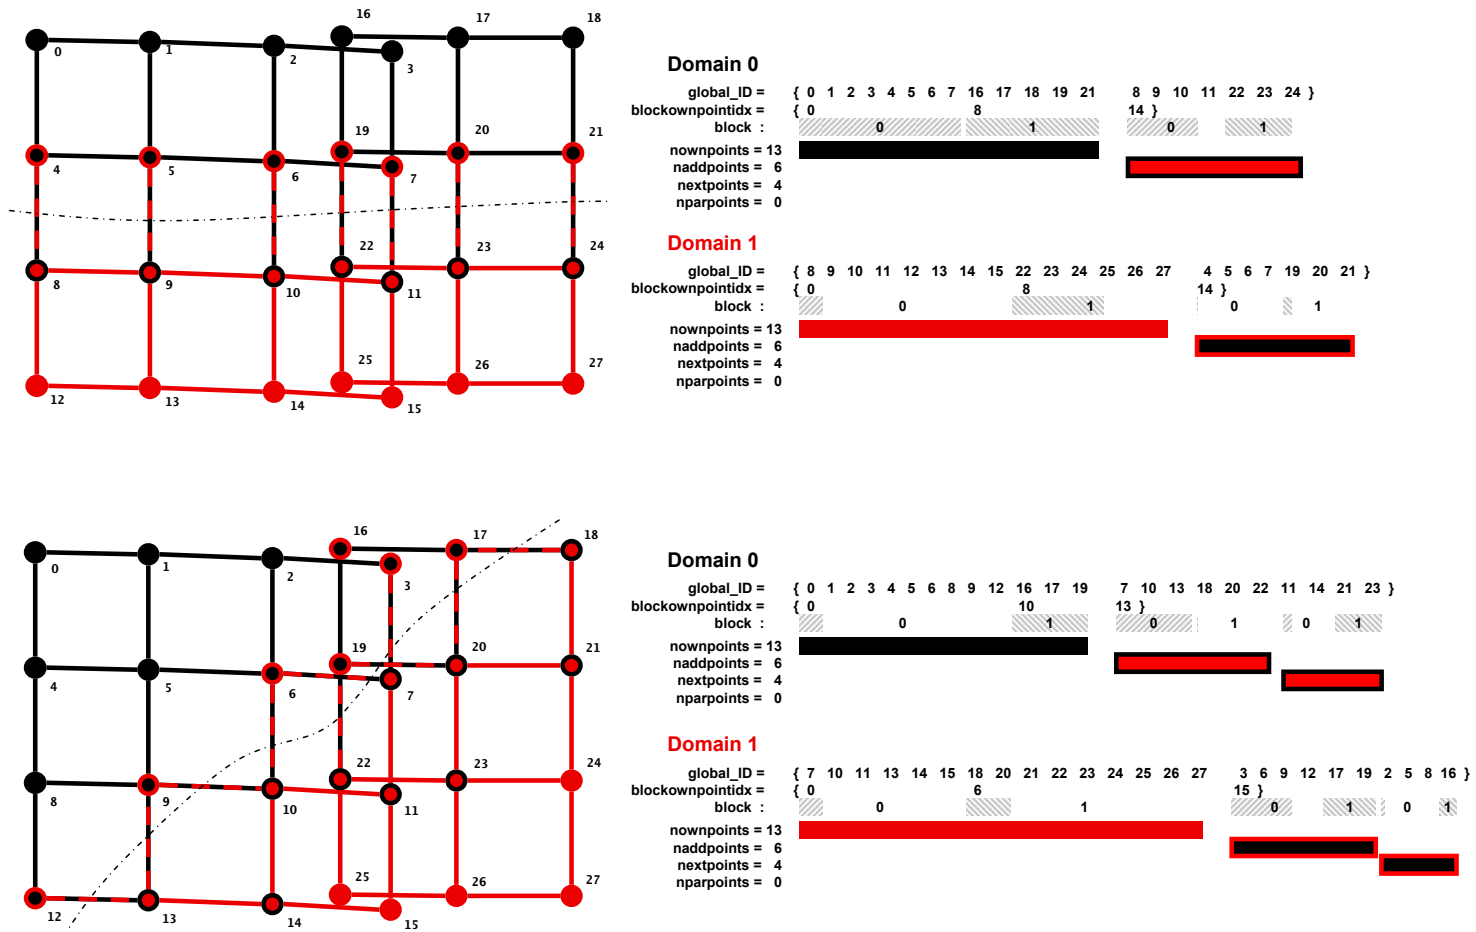 16 17 18
0 1 2 3
19 20 21
4 5 6 7
22 23 24
8 9 10 11
25 26 27
12 13 14 15
Domain 0
global_ID = { 0 1 2 3 4 5 6 7 16 17 18 19 21 8 9 10 11 22 23 24 }
blockownpointidx = { 0 8 14 }
block : 0 1 0 1
nownpoints = 13
naddpoints = 6
nextpoints = 4
nparpoints = 0
Domain 1
global_ID = { 8 9 10 11 12 13 14 15 22 23 24 25 26 27 4 5 6 7 19 20 21 }
blockownpointidx = { 0 8 14 }
block : 0 1 0 1
nownpoints = 13
naddpoints = 6
nextpoints = 4
nparpoints = 0
16 17 18
0 1 2 3
19 20 21
4 5 6 7
22 23 24
8 9 10 11
25 26 27
12 13 14 15
Domain 0
global_ID = { 0 1 2 3 4 5 6 8 9 12 16 17 19 7 10 13 18 20 22 11 14 21 23 }
blockownpointidx = { 0 10 13 }
block : 0 1 0 1 0 1
nownpoints = 13
naddpoints = 6
nextpoints = 4
nparpoints = 0
Domain 1
global_ID = { 7 10 11 13 14 15 18 20 21 22 23 24 25 26 27 3 6 9 12 17 19 2 5 8 16 }
blockownpointidx = { 0 6 15 }
block : 0 1 0 1 0 1
nownpoints = 13
naddpoints = 6
nextpoints = 4
nparpoints = 0